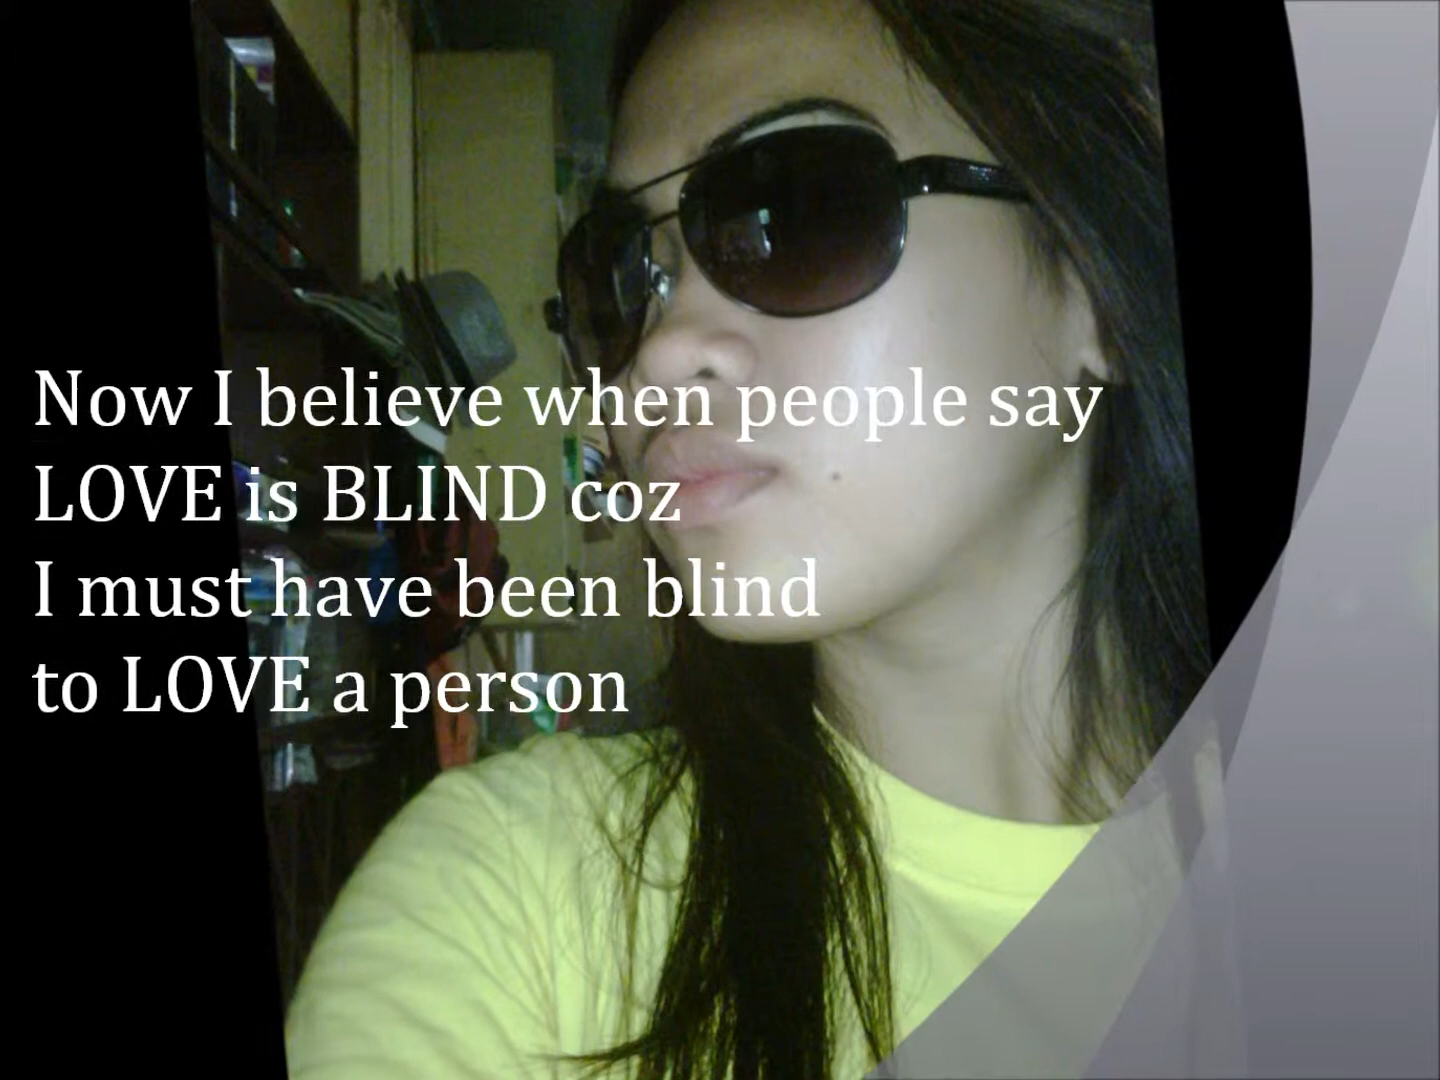 Now I believe when people say
LOVE is BLIND coz
I must have been blind
to LOVE a person